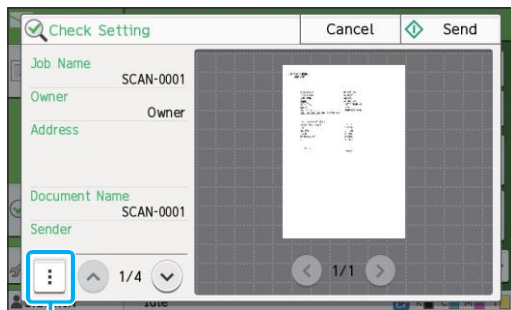 Check Setting
Cancel
Send
Job Name
SCAN-0001
Owner
Owner
Address
Document Name
SCAN-0001
Sender
1/4
1/1
Idle